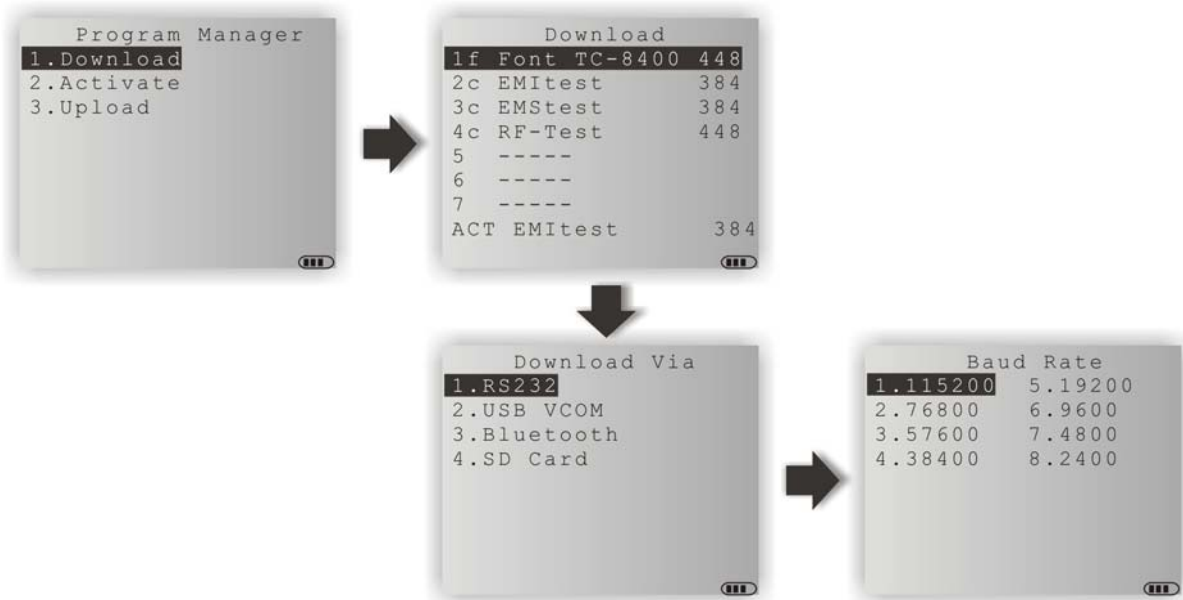 Program Manager
1.Download
2.Activate
3.Upload
Download
1f Font TC-8400 448
2c EMItest 384
3c EMStest 384
4c RF-Test 448
5 -----
6 -----
7 -----
ACT EMItest 384
Download Via
1.RS232
2.USB VCOM
3.Bluetooth
4.SD Card
Baud Rate
1.115200 5.19200
2.76800 6.9600
3.57600 7.4800
4.38400 8.2400